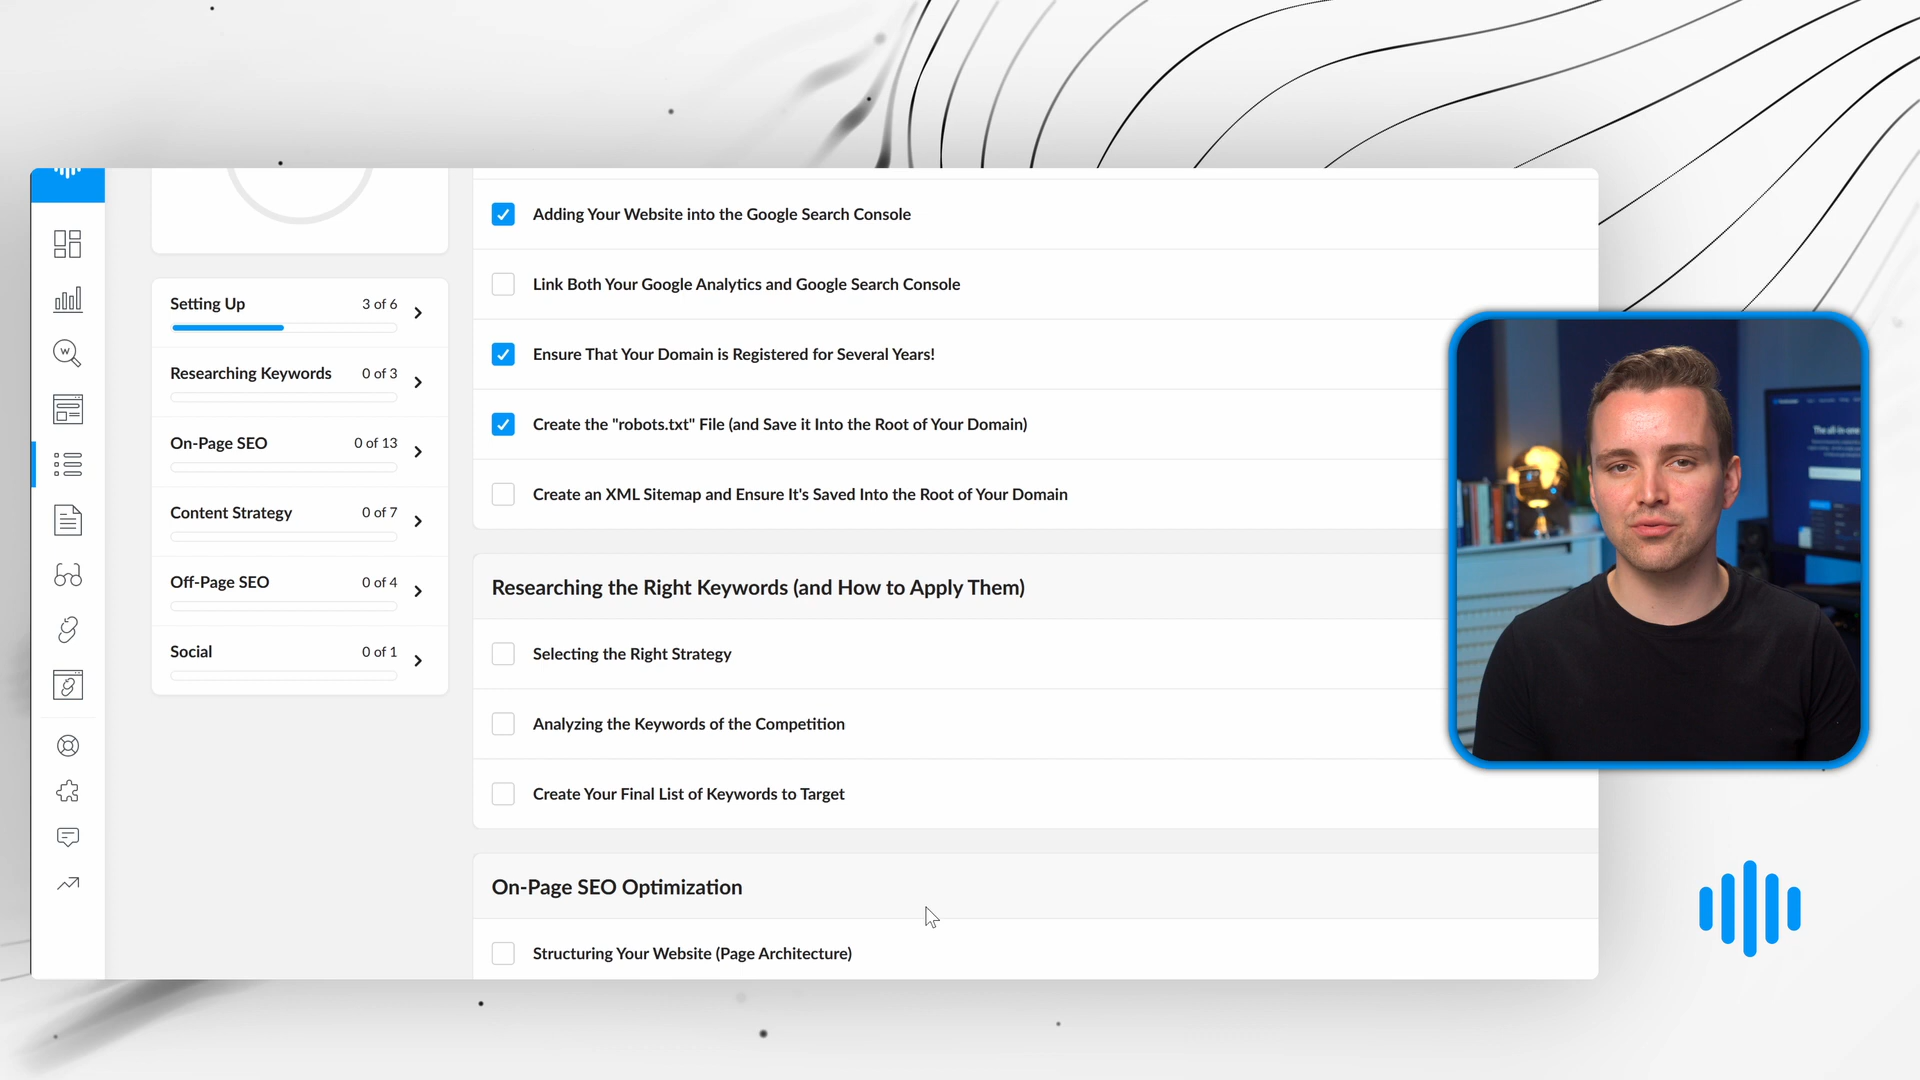 Setting Up 3 of 6
Researching Keywords 0 of 3
On-Page SEO 0 of 13
Content Strategy 0 of 7
Off-Page SEO 0 of 4
Social 0 of 1
Adding Your Website into the Google Search Console
Link Both Your Google Analytics and Google Search Console
Ensure That Your Domain is Registered for Several Years!
Create the "robots.txt" File (and Save it Into the Root of Your Domain)
Create an XML Sitemap and Ensure It's Saved Into the Root of Your Domain
Researching the Right Keywords (and How to Apply Them)
Selecting the Right Strategy
Analyzing the Keywords of the Competition
Create Your Final List of Keywords to Target
On-Page SEO Optimization
Structuring Your Website (Page Architecture)
W
The all-in-one